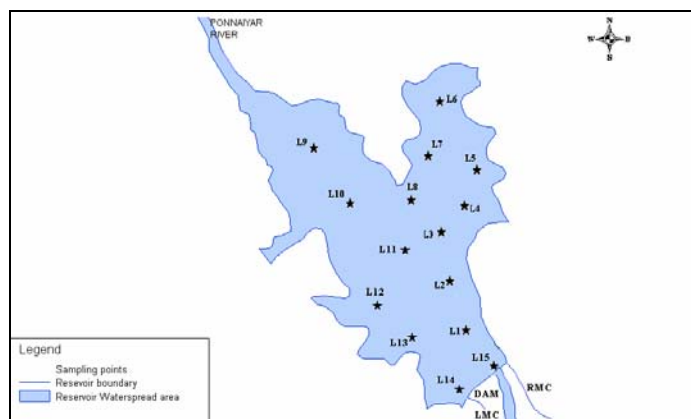 PONNAIYAR
RIVER
N
W E
S
L6
L7
L5
L9
L8
L10
L4
L3
L11
L2
L12
L1
L13
L15
L14
DAM
RMC
LMC
Legend
Sampling points
Resevoir boundary
Reservoir Waterspread area